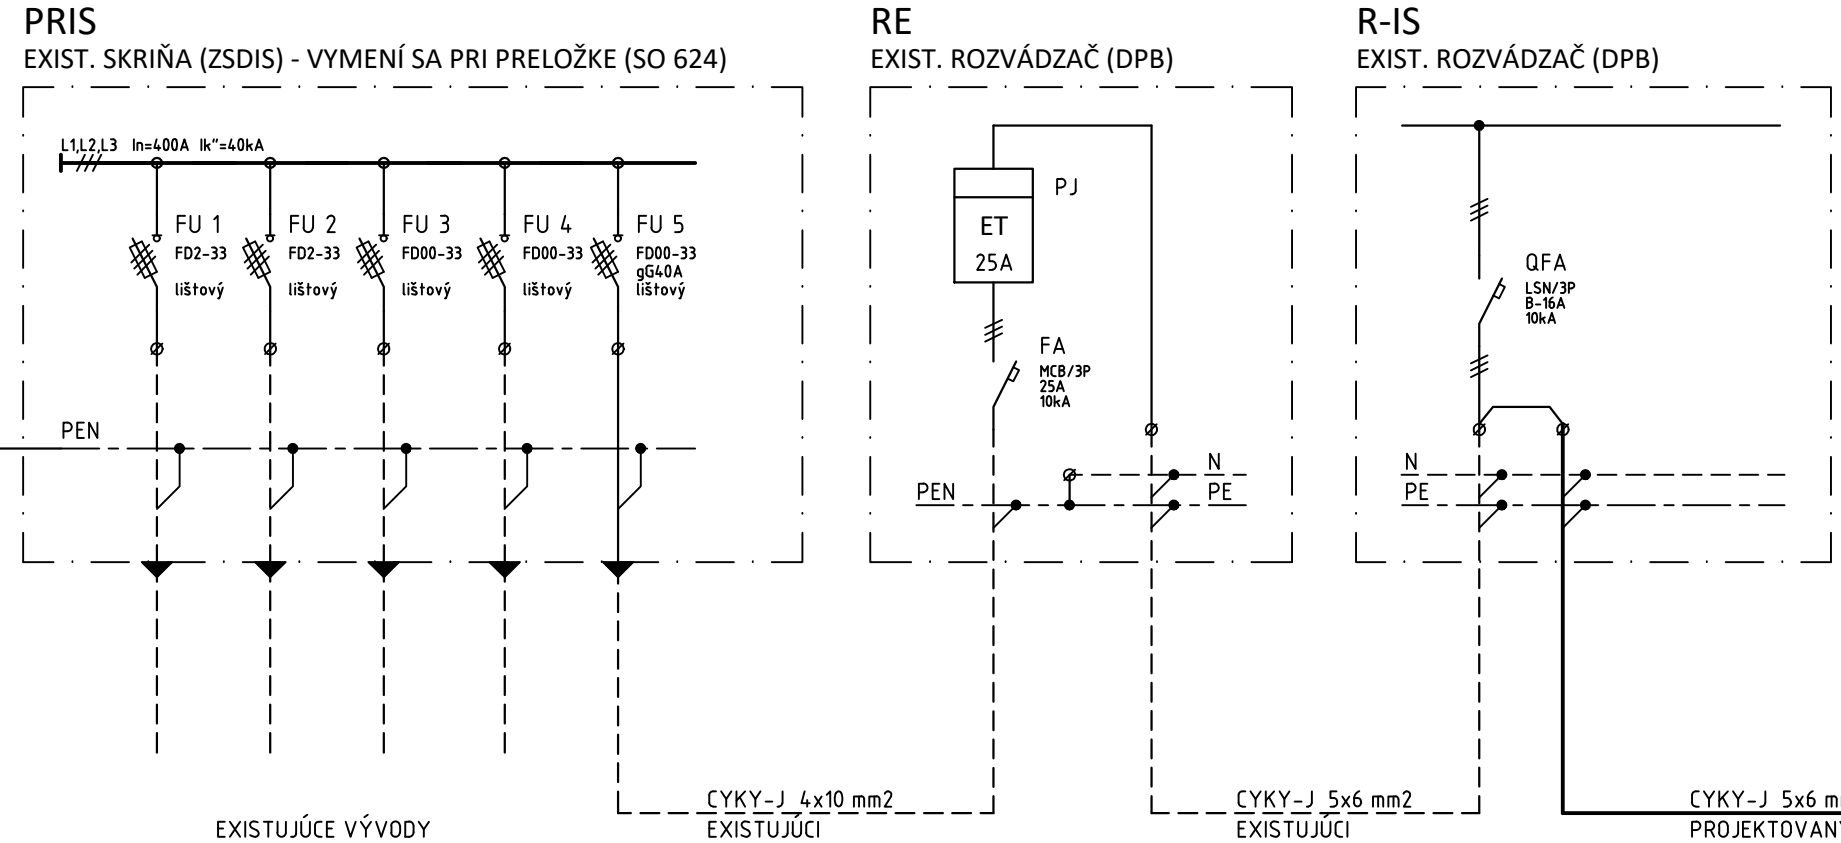 PRIS
EXIST. SKRIŇA (ZSDIS) - VYMENÍ SA PRI PRELOŽKE (SO 624)
L1,L2,L3 In=400A Ik"=40kA
FU 1
FD2-33
lištový
FU 2
FD2-33
lištový
FU 3
FD00-33
lištový
FU 4
FD00-33
lištový
FU 5
FD00-33
gG40A
lištový
PEN
EXISTUJÚCE VÝVODY
CYKY-J 4x10 mm2
EXISTUJÚCI
RE
EXIST. ROZVÁDZAČ (DPB)
PJ
ET
25A
FA
MCB/3P
25A
10kA
N
PEN
PE
CYKY-J 5x6 mm2
EXISTUJÚCI
R-IS
EXIST. ROZVÁDZAČ (DPB)
QFA
LSN/3P
B-16A
10kA
N
PE
CYKY-J 5x6